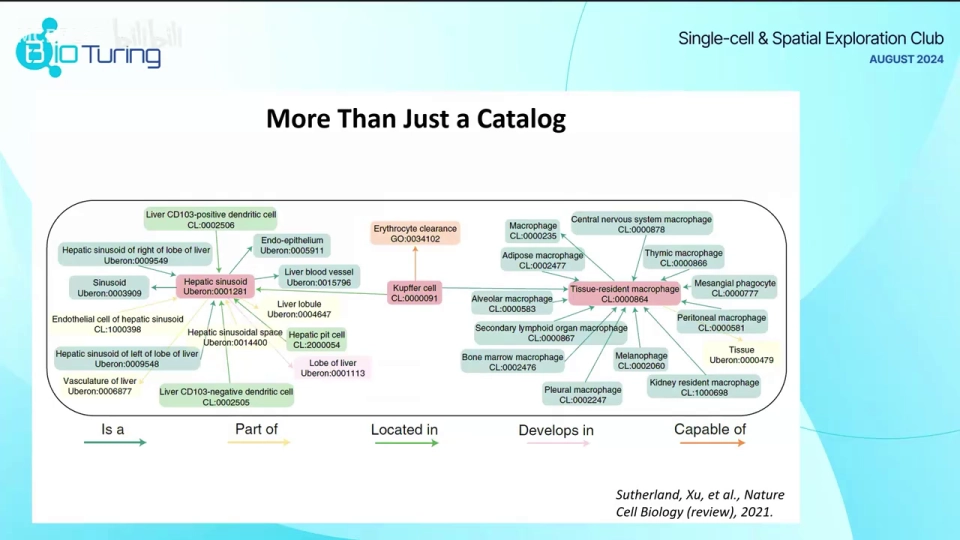 bilibili
BioTuring
Single-cell & Spatial Exploration Club
AUGUST 2024
More Than Just a Catalog
Liver CD103-positive dendritic cell
CL:0002506
Hepatic sinusoid of right of lobe of liver
Uberon:0009549
Endo-epithelium
Uberon:0005911
Sinusoid
Uberon:0003909
Hepatic sinusoid
Uberon:0001281
Liver blood vessel
Uberon:0015796
Endothelial cell of hepatic sinusoid
CL:1000398
Liver lobule
Uberon:0004647
Hepatic sinusoidal space
Uberon:0014400
Hepatic pit cell
CL:2000054
Hepatic sinusoid of left of lobe of liver
Uberon:0009548
Lobe of liver
Uberon:0001113
Vasculature of liver
Uberon:0006877
Liver CD103-negative dendritic cell
CL:0002505
Erythrocyte clearance
GO:0034102
Kupffer cell
CL:0000091
Macrophage
CL:0000235
Central nervous system macrophage
CL:0000878
Adipose macrophage
CL:0002477
Thymic macrophage
CL:0000866
Tissue-resident macrophage
CL:0000864
Mesangial phagocyte
CL:0000777
Alveolar macrophage
CL:0000583
Peritoneal macrophage
CL:0000581
Secondary lymphoid organ macrophage
CL:0000867
Tissue
Uberon:0000479
Bone marrow macrophage
CL:0002476
Melanophage
CL:0002060
Pleural macrophage
CL:0002247
Kidney resident macrophage
CL:1000698
Is a
Part of
Located in
Develops in
Capable of
Sutherland, Xu, et al., Nature
Cell Biology (review), 2021.